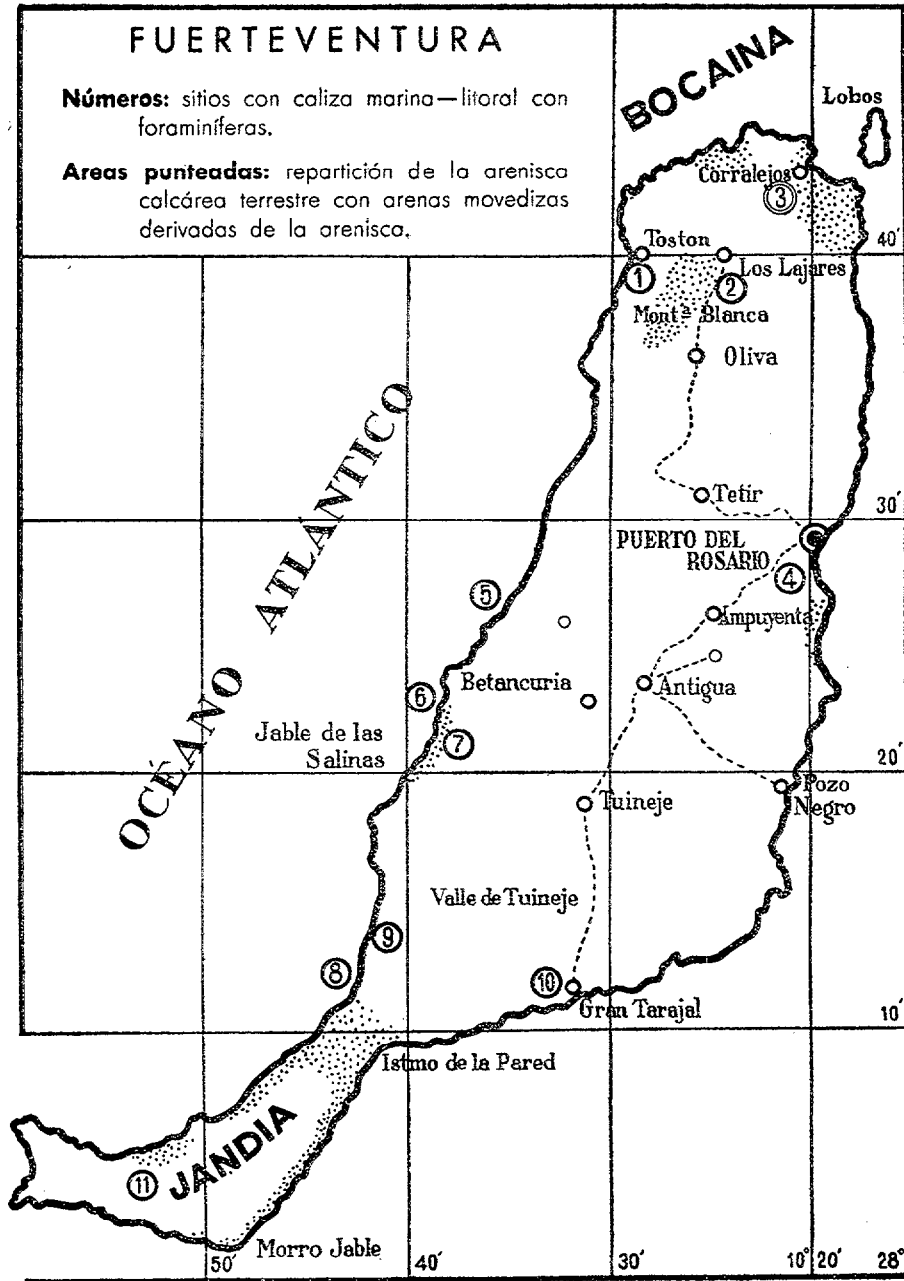 FUERTEVENTURA
Números: sitios con caliza marina—litoral con
foraminíferas.
Areas punteadas: repartición de la arenisca
calcárea terrestre con arenas movedizas
derivadas de la arenisca.
BOCAINA
Lobos
Corralejos
3
40'
Toston
Los Lajares
1
2
Montª Blanca
Oliva
OCÉANO ATLÁNTICO
Tetir
30'
PUERTO DEL
ROSARIO
4
5
Ampuyenta
Betancuria
Antigua
6
Jable de las
Salinas
7
20'
Pozo
Negro
Tuineje
Valle de Tuineje
9
8
10
Gran Tarajal
10'
Istmo de la Pared
JANDIA
11
Morro Jable
50'
40'
30'
10° 20'
28°